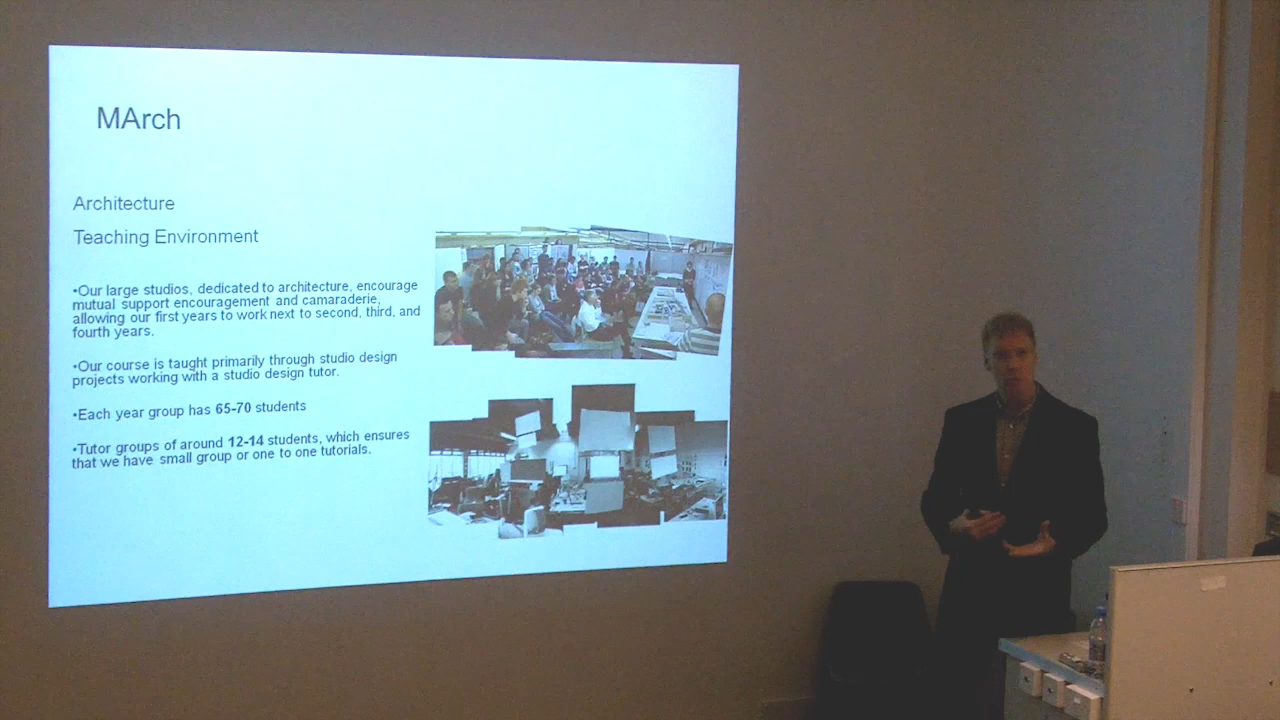 MArch
Architecture
Teaching Environment
•Our large studios, dedicated to architecture, encourage
mutual support encouragement and camaraderie,
allowing our first years to work next to second, third, and
fourth years.
•Our course is taught primarily through studio design
projects working with a studio design tutor.
•Each year group has 65-70 students
•Tutor groups of around 12-14 students, which ensures
that we have small group or one to one tutorials.